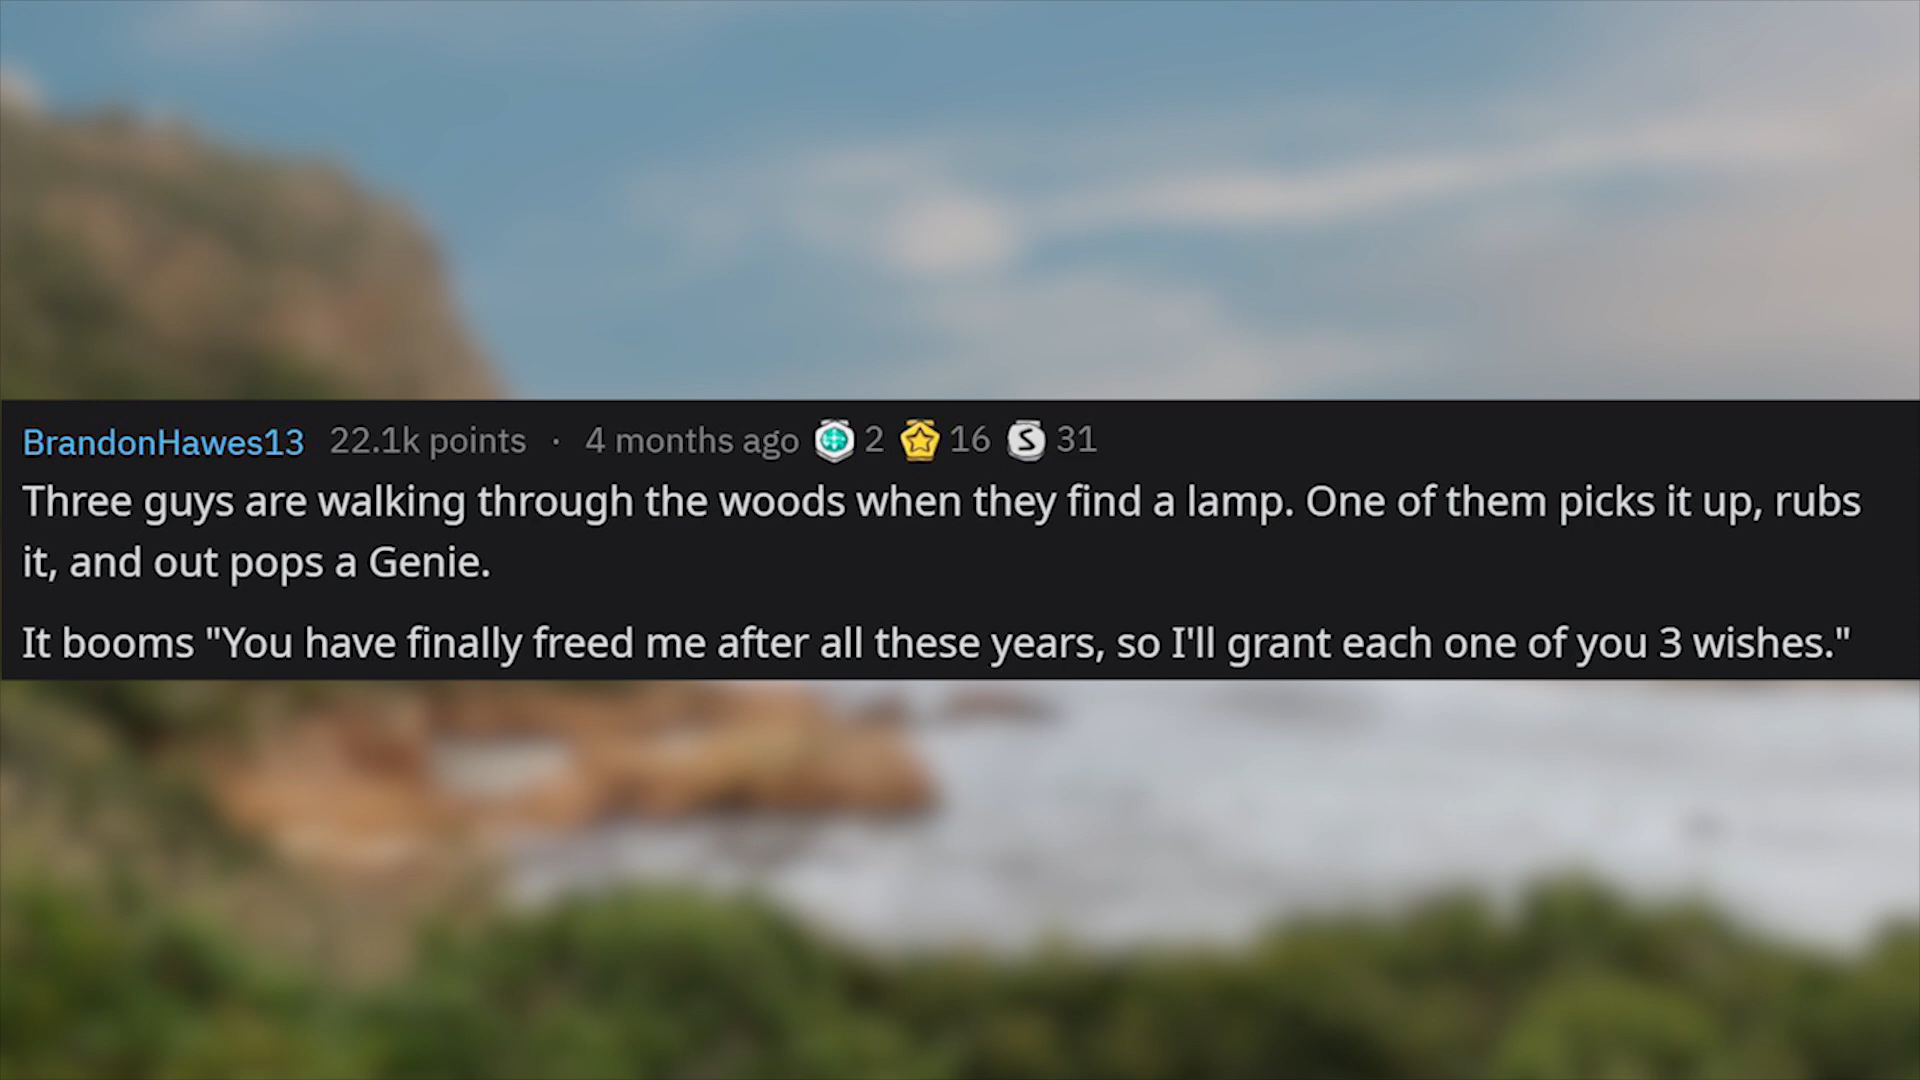 BrandonHawes13 22.1k points · 4 months ago 2 16 S 31
Three guys are walking through the woods when they find a lamp. One of them picks it up, rubs
it, and out pops a Genie.
It booms "You have finally freed me after all these years, so I'll grant each one of you 3 wishes."